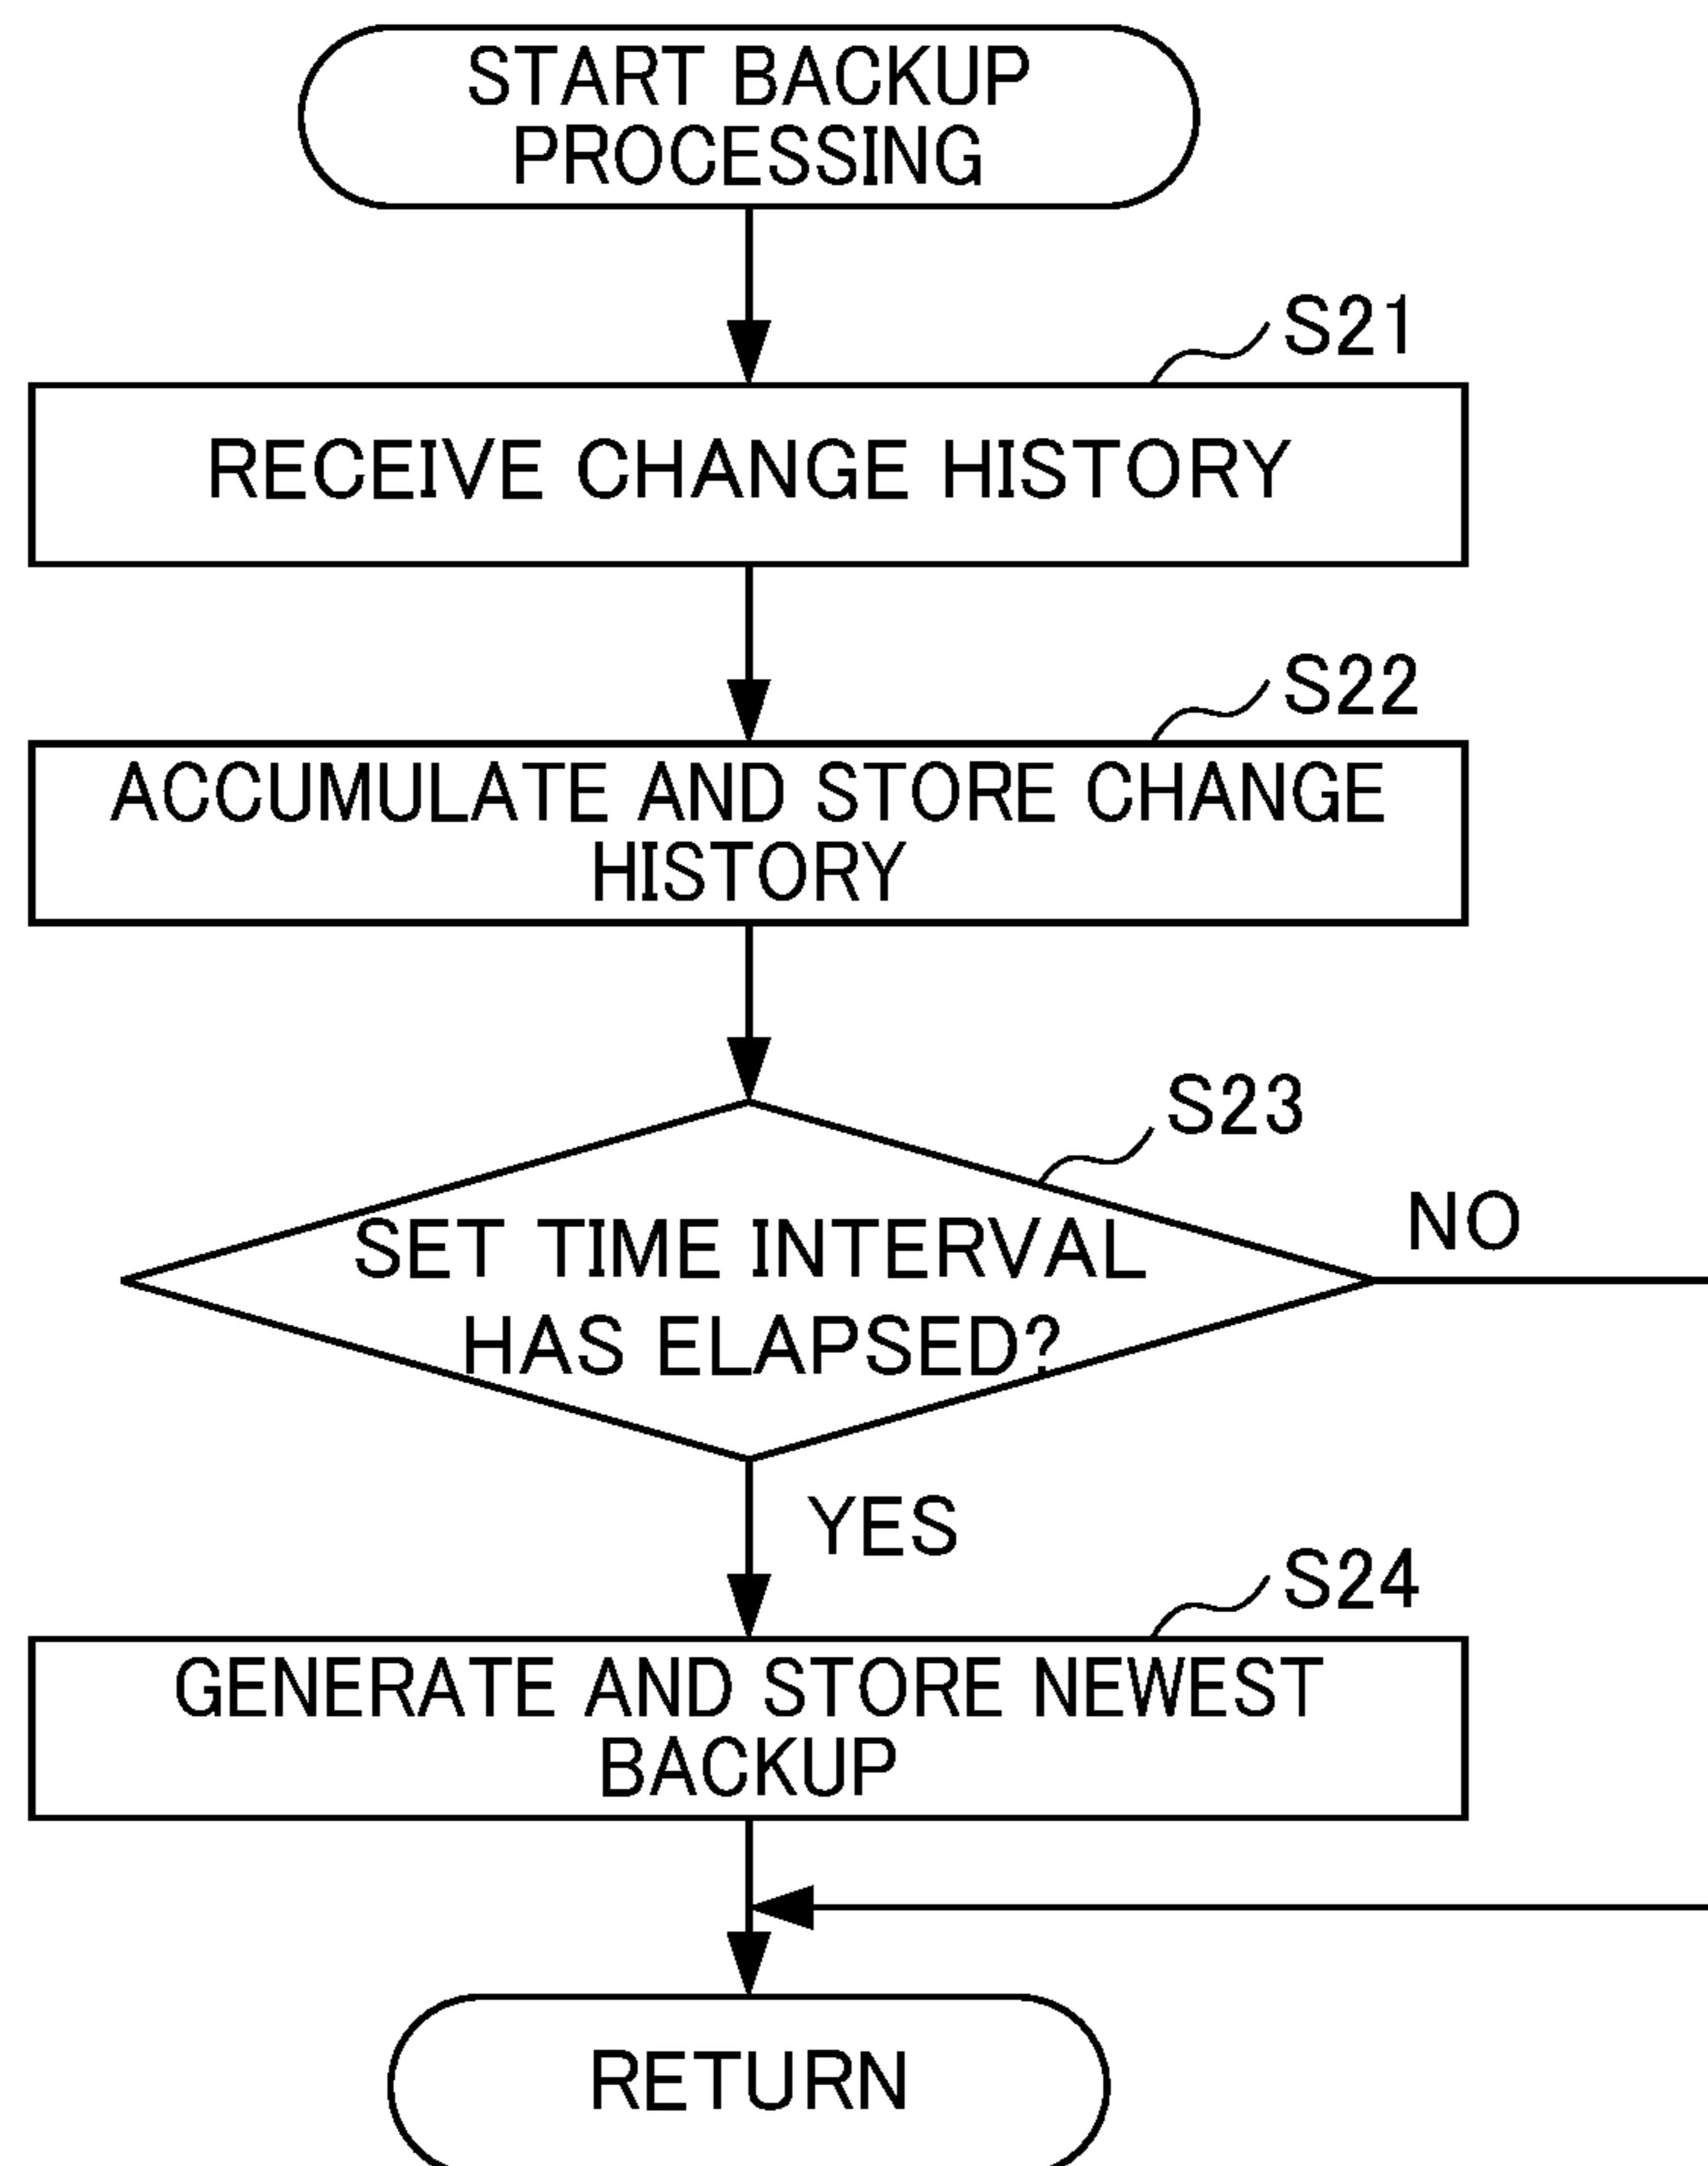 START BACKUP
PROCESSING
S21
RECEIVE CHANGE HISTORY
S22
ACCUMULATE AND STORE CHANGE
HISTORY
S23
SET TIME INTERVAL
HAS ELAPSED?
NO
YES
S24
GENERATE AND STORE NEWEST
BACKUP
RETURN